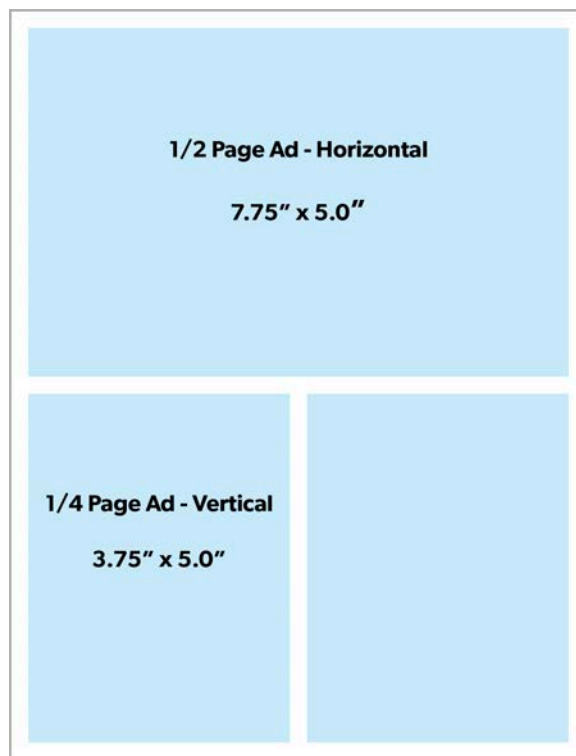 1/2 Page Ad - Horizontal
7.75” x 5.0”
1/4 Page Ad - Vertical
3.75” x 5.0”